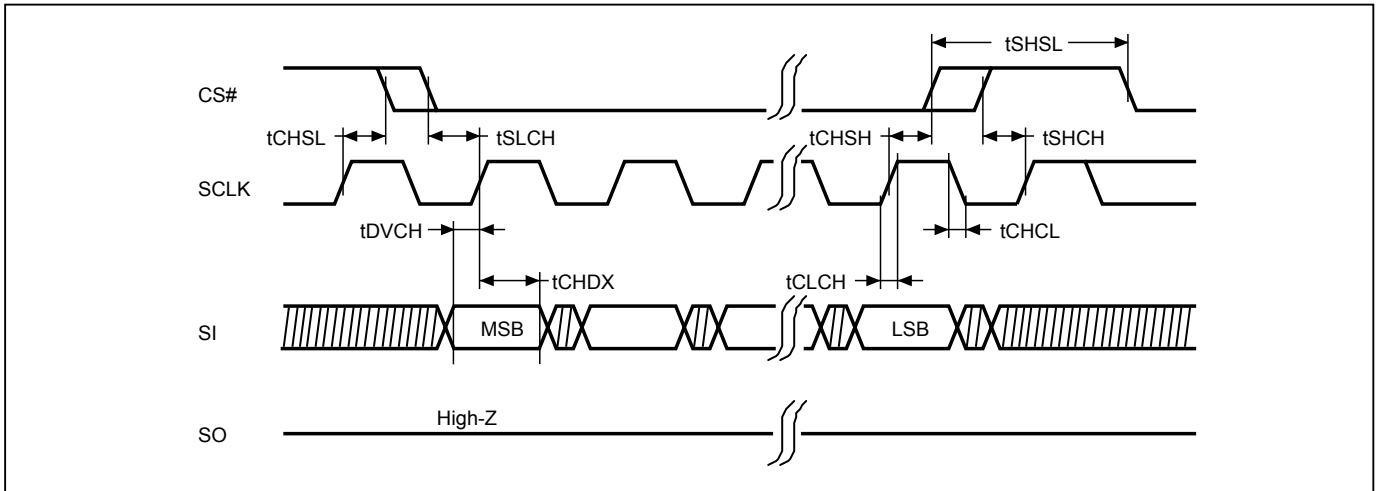 tSHSL
CS#
tCHSL
tSLCH
tCHSH
tSHCH
SCLK
tDVCH
tCHCL
tCHDX
tCLCH
SI
MSB
LSB
High-Z
SO